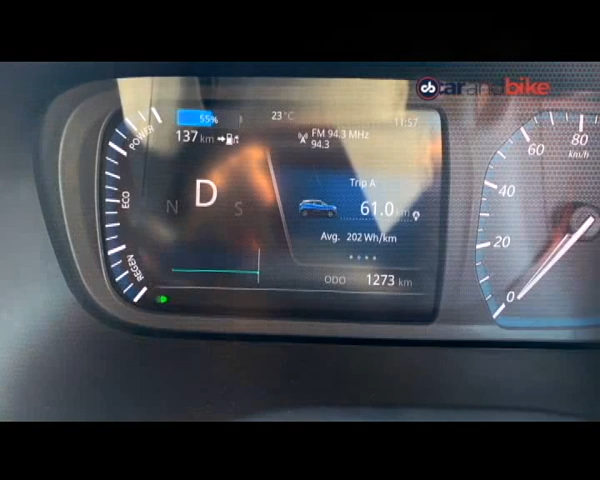 carandbike
55% 23°C 11:57
137 km
FM 94.3 MHz
94.3
POWER
ECO
REGEN
N D S
Trip A
61.0 km
Avg. 202 Wh/km
ODO 1273 km
80
60
km/h
40
20
0